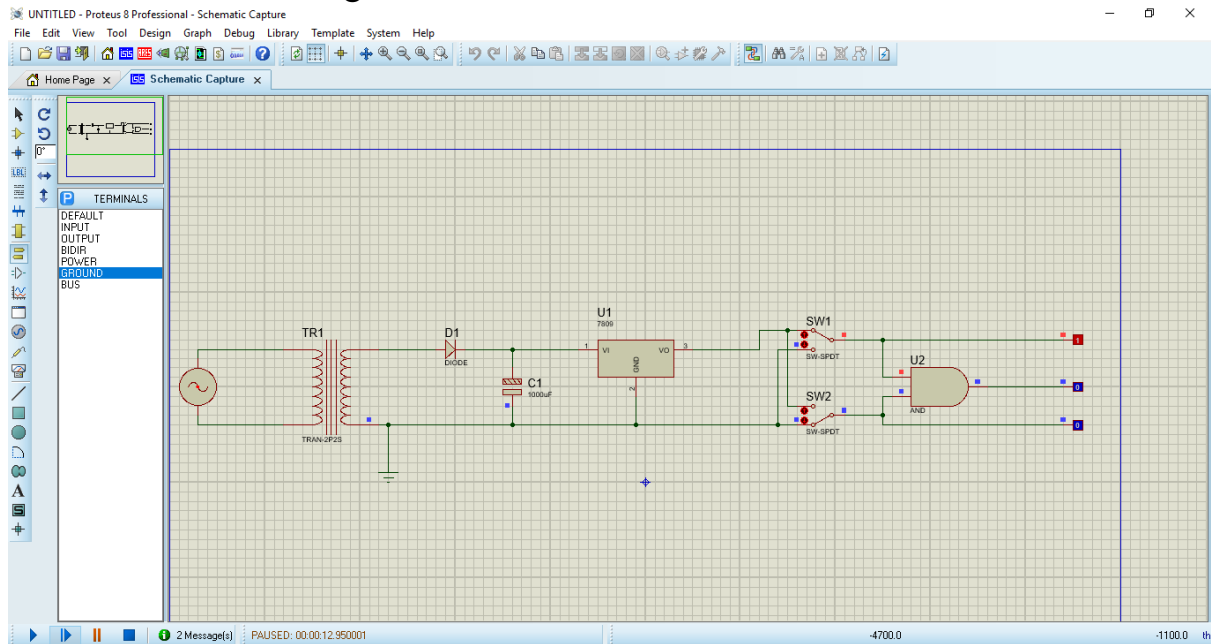 UNTITLED - Proteus 8 Professional - Schematic Capture
File Edit View Tool Design Graph Debug Library Template System Help
Home Page
Schematic Capture
0°
LBL
P TERMINALS
DEFAULT
INPUT
OUTPUT
BIDIR
POWER
GROUND
BUS
A
S
TR1
TRAN-2P2S
D1
DIODE
C1
1000uF
U1
7809
1 VI VO 3
GND
2
SW1
SW-SPDT
SW2
SW-SPDT
U2
AND
1
0
0
2 Message(s)
PAUSED: 00:00:12.950001
-4700.0
-1100.0 th